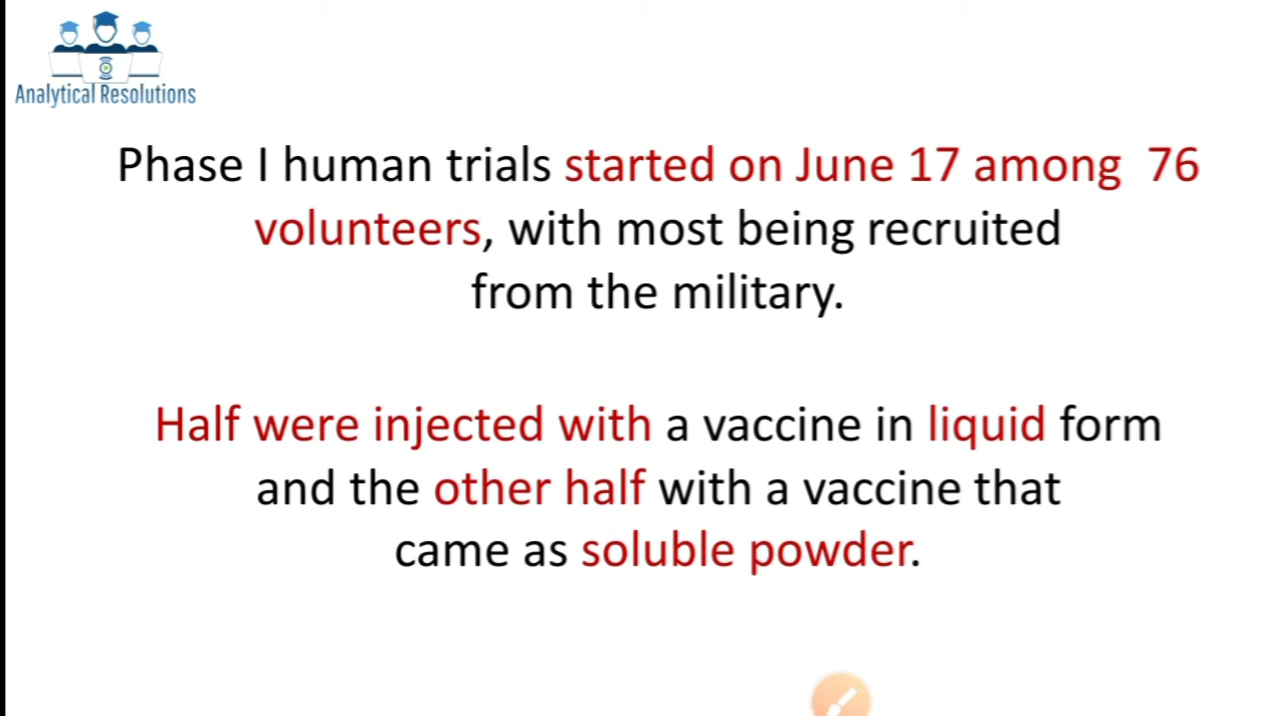 Analytical Resolutions
Phase I human trials started on June 17 among 76
volunteers, with most being recruited
from the military.
Half were injected with a vaccine in liquid form
and the other half with a vaccine that
came as soluble powder.